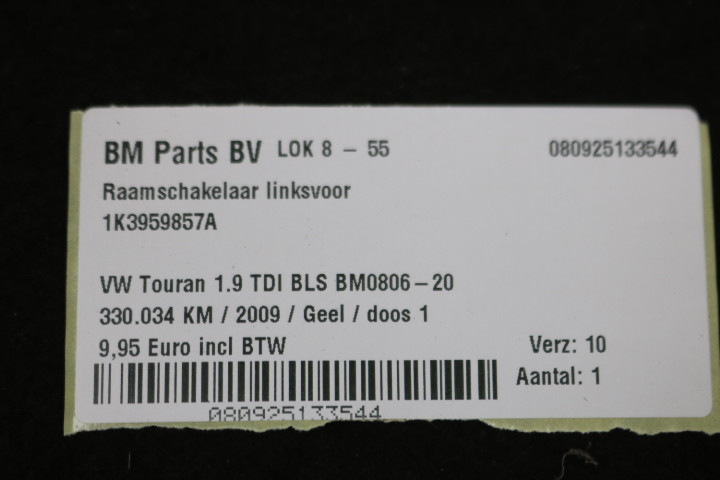 BM Parts BV LOK 8 - 55 080925133544
Raamschakelaar linksvoor
1K3959857A
VW Touran 1.9 TDI BLS BM0806-20
330.034 KM / 2009 / Geel / doos 1
9,95 Euro incl BTW Verz: 10
Aantal: 1
080925133544